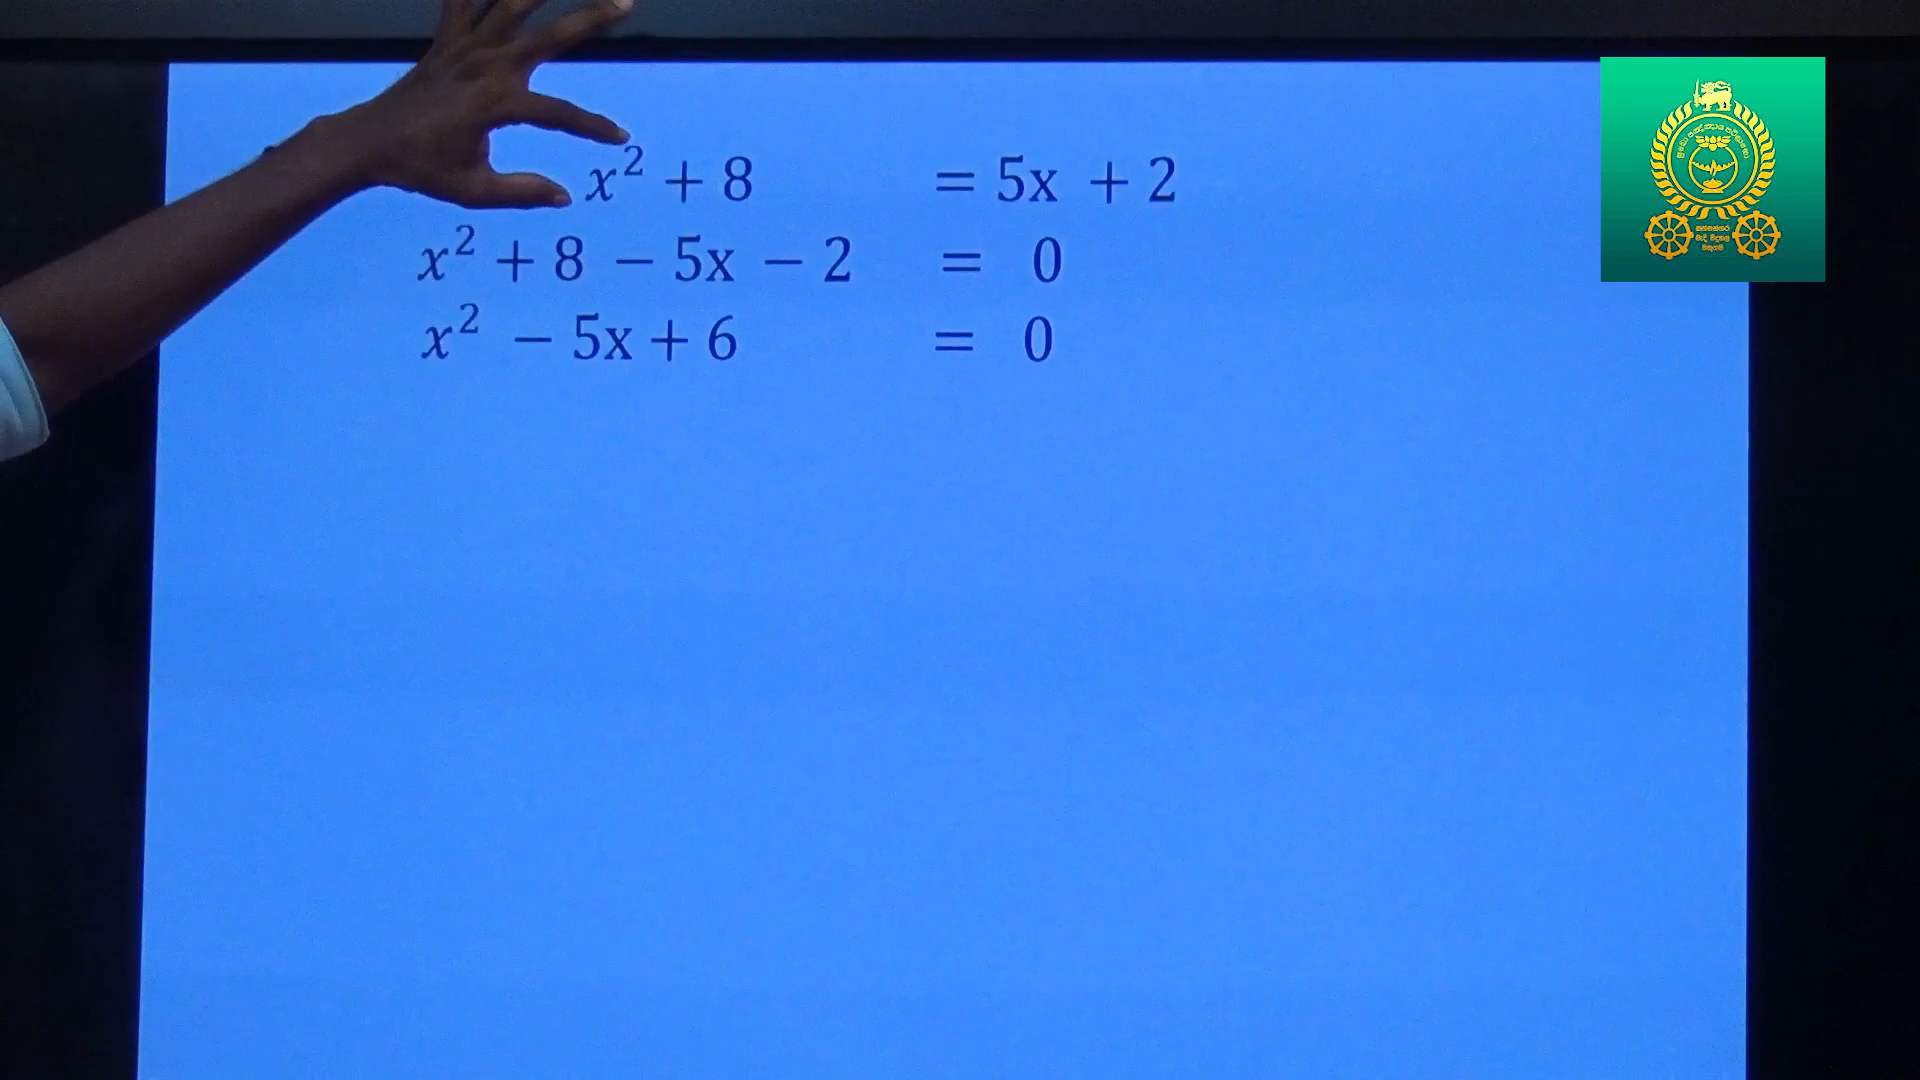 x² + 8 = 5x + 2
x² + 8 − 5x − 2 = 0
x² − 5x + 6 = 0